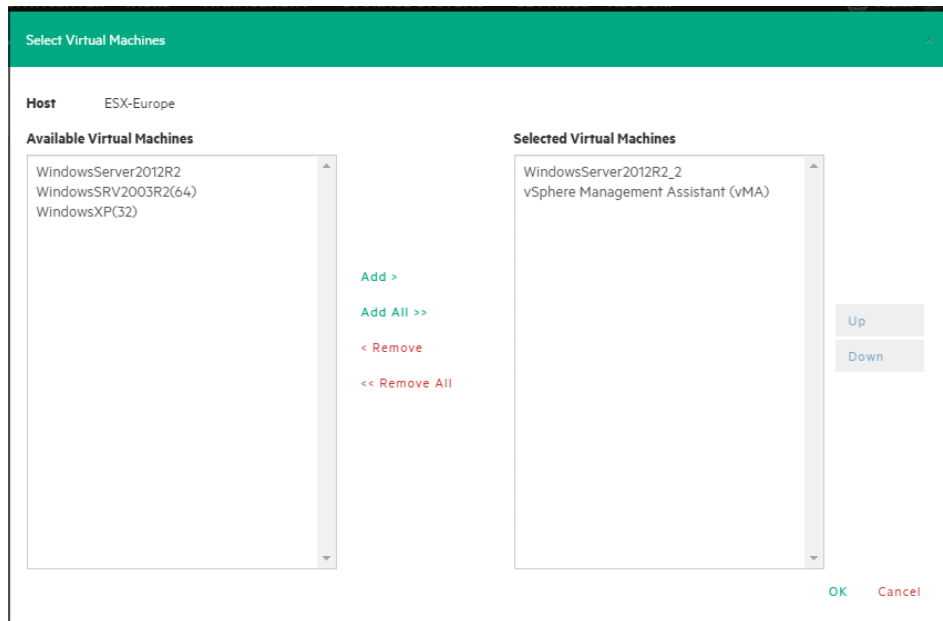 Select Virtual Machines
Host ESX-Europe
Available Virtual Machines
WindowsServer2012R2
WindowsSRV2003R2(64)
WindowsXP(32)
Add >
Add All >>
< Remove
<< Remove All
Selected Virtual Machines
WindowsServer2012R2_2
vSphere Management Assistant (vMA)
Up
Down
OK Cancel